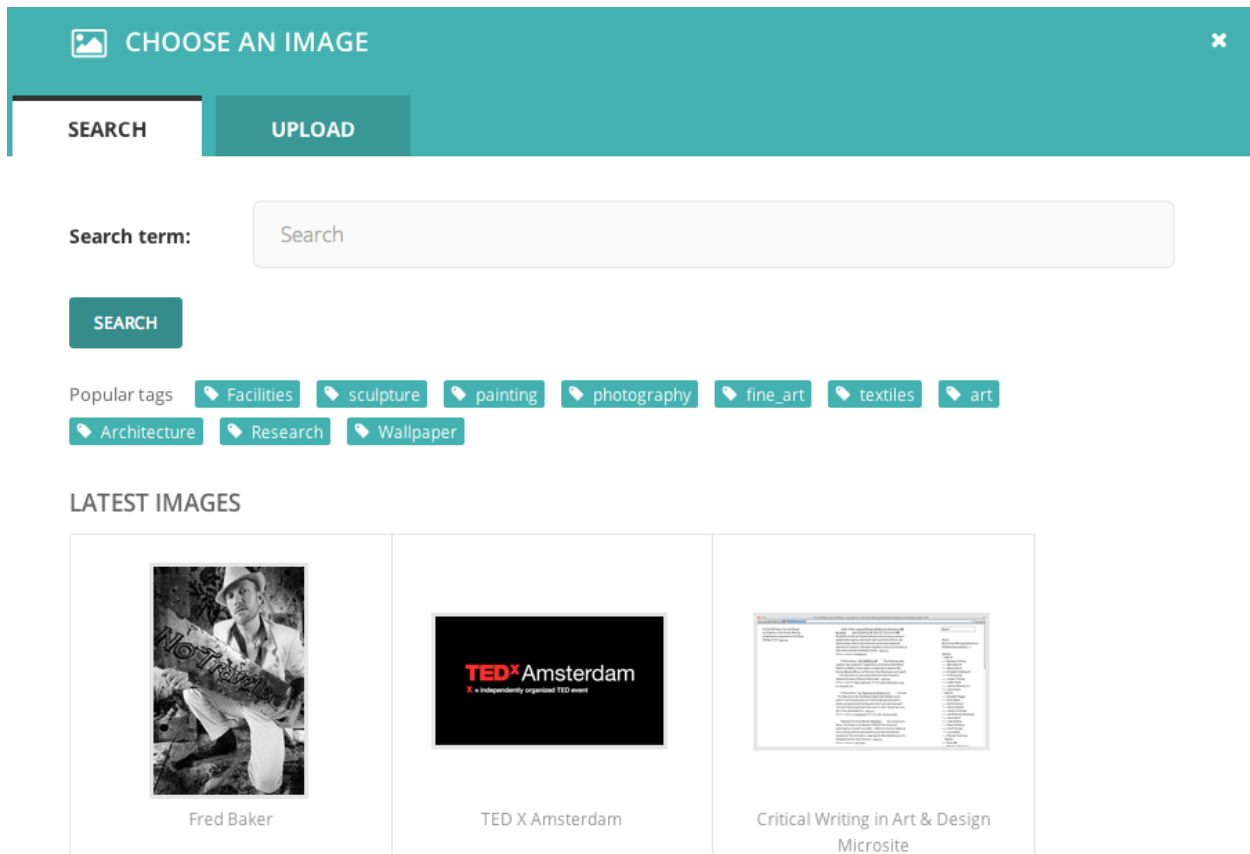 CHOOSE AN IMAGE
SEARCH
UPLOAD
Search term:
Search
SEARCH
Popular tags Facilities sculpture painting photography fine_art textiles art
Architecture Research Wallpaper
LATEST IMAGES
No Tre
TEDxAmsterdam
x = independently organized TED event
Fred Baker
TED X Amsterdam
Critical Writing in Art & Design
Microsite